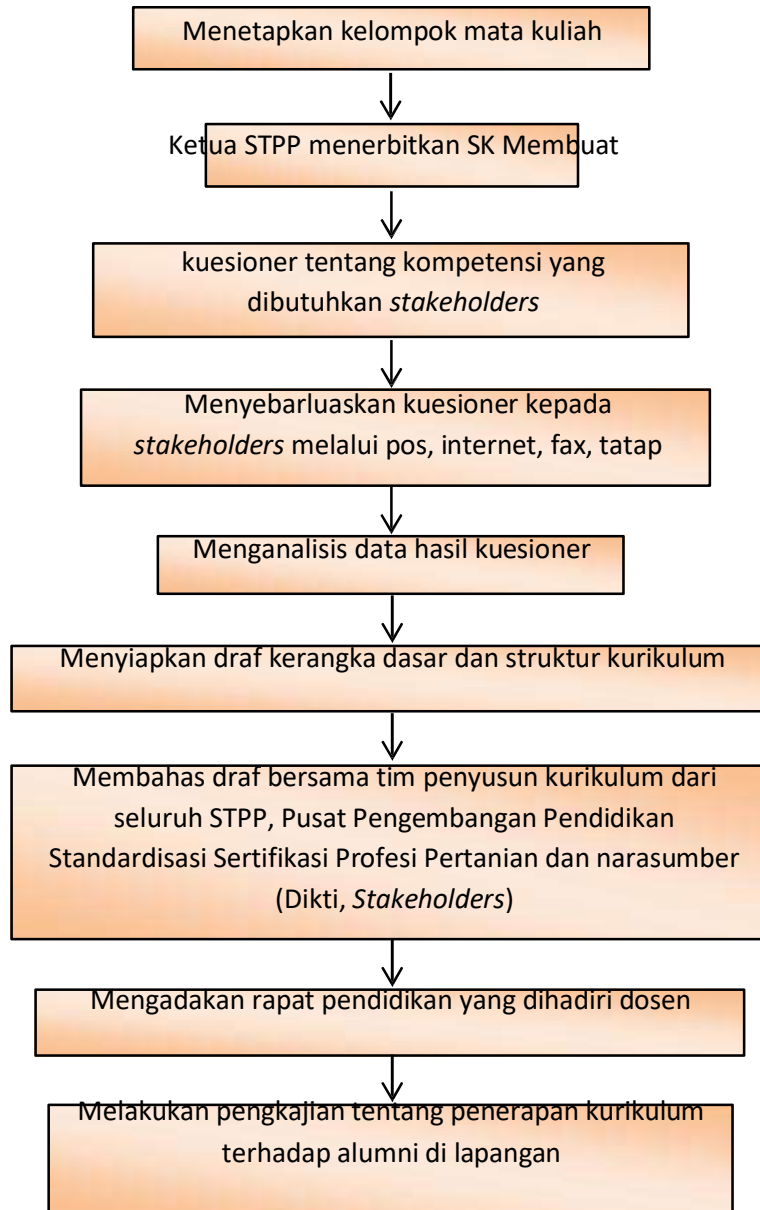 Menetapkan kelompok mata kuliah
Ketua STPP menerbitkan SK Membuat
kuesioner tentang kompetensi yang
dibutuhkan stakeholders
Menyebarluaskan kuesioner kepada
stakeholders melalui pos, internet, fax, tatap
Menganalisis data hasil kuesioner
Menyiapkan draf kerangka dasar dan struktur kurikulum
Membahas draf bersama tim penyusun kurikulum dari
seluruh STPP, Pusat Pengembangan Pendidikan
Standardisasi Sertifikasi Profesi Pertanian dan narasumber
(Dikti, Stakeholders)
Mengadakan rapat pendidikan yang dihadiri dosen
Melakukan pengkajian tentang penerapan kurikulum
terhadap alumni di lapangan